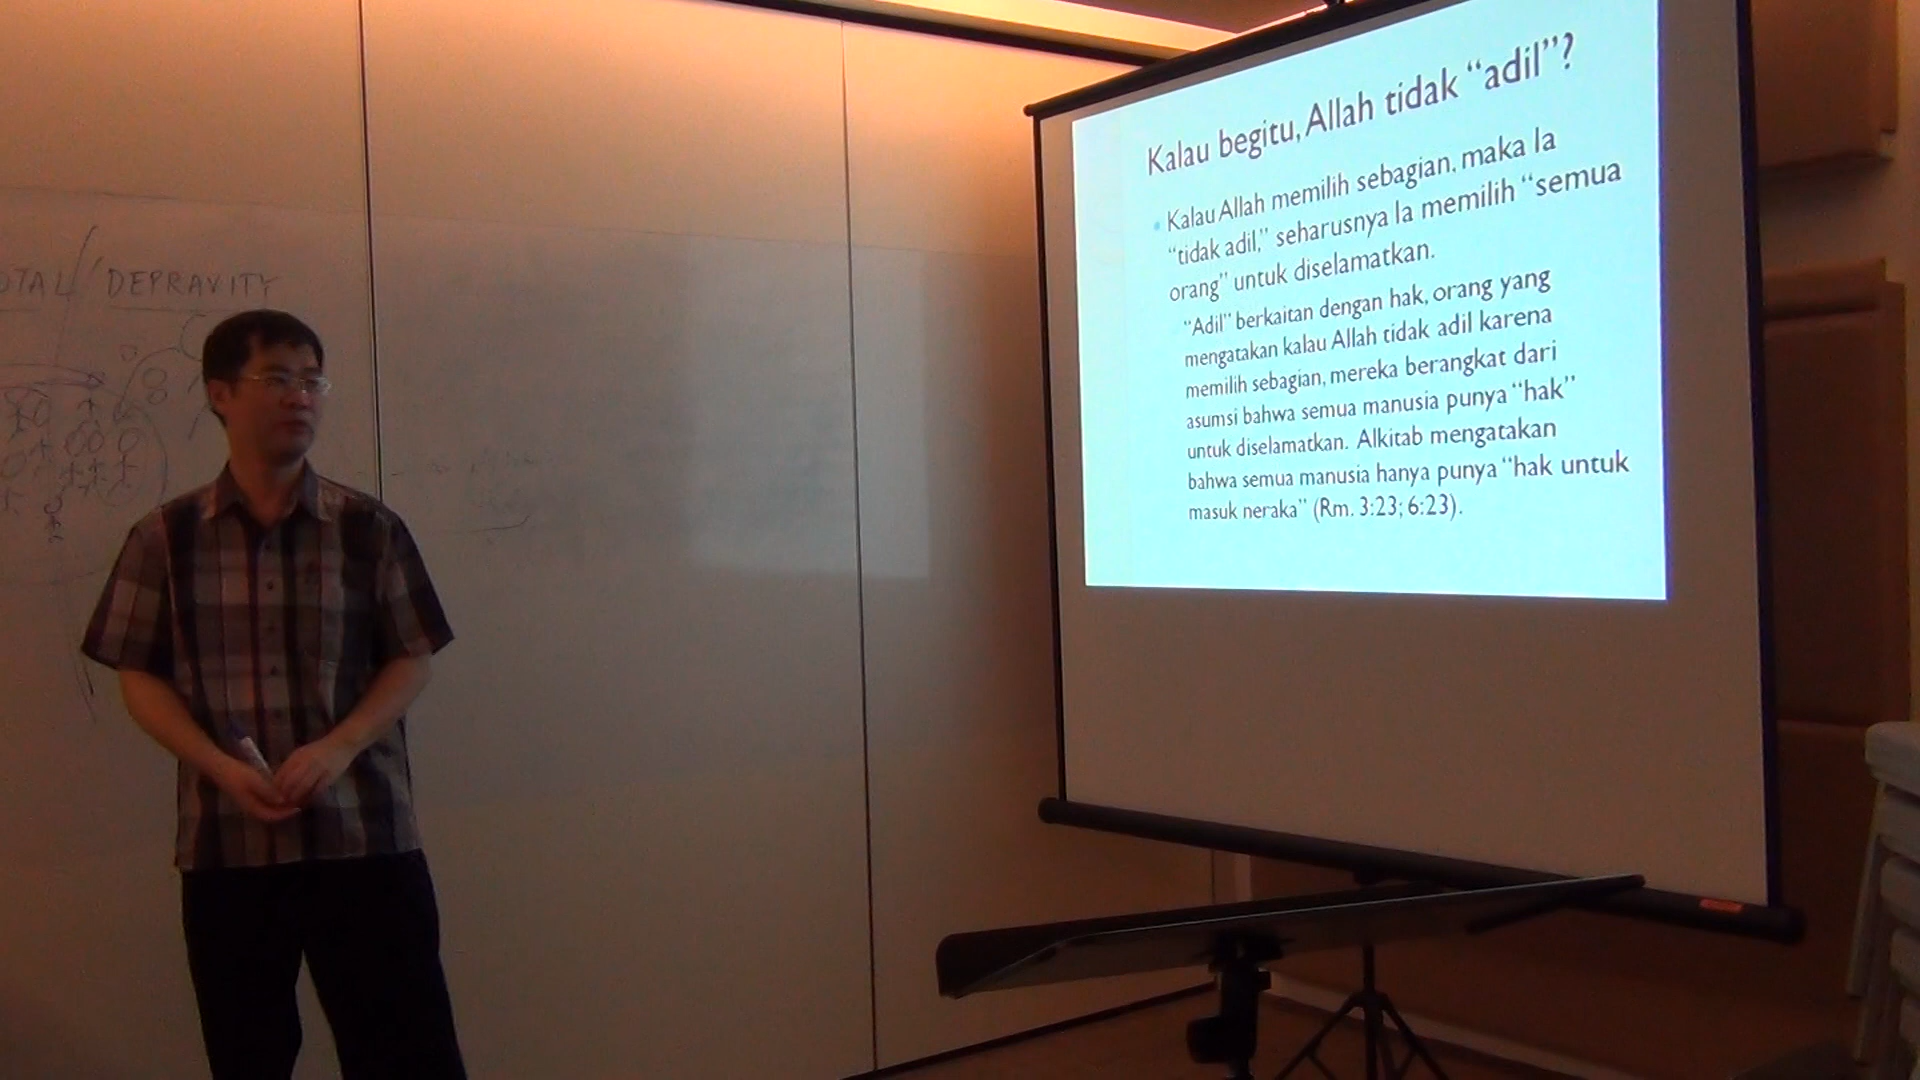 OTAL DEPRAVITY
Kalau begitu, Allah tidak “adil”?
• Kalau Allah memilih sebagian, maka Ia
“tidak adil,” seharusnya Ia memilih “semua
orang” untuk diselamatkan.
“Adil” berkaitan dengan hak, orang yang
mengatakan kalau Allah tidak adil karena
memilih sebagian, mereka berangkat dari
asumsi bahwa semua manusia punya “hak”
untuk diselamatkan. Alkitab mengatakan
bahwa semua manusia hanya punya “hak untuk
masuk neraka” (Rm. 3:23; 6:23).